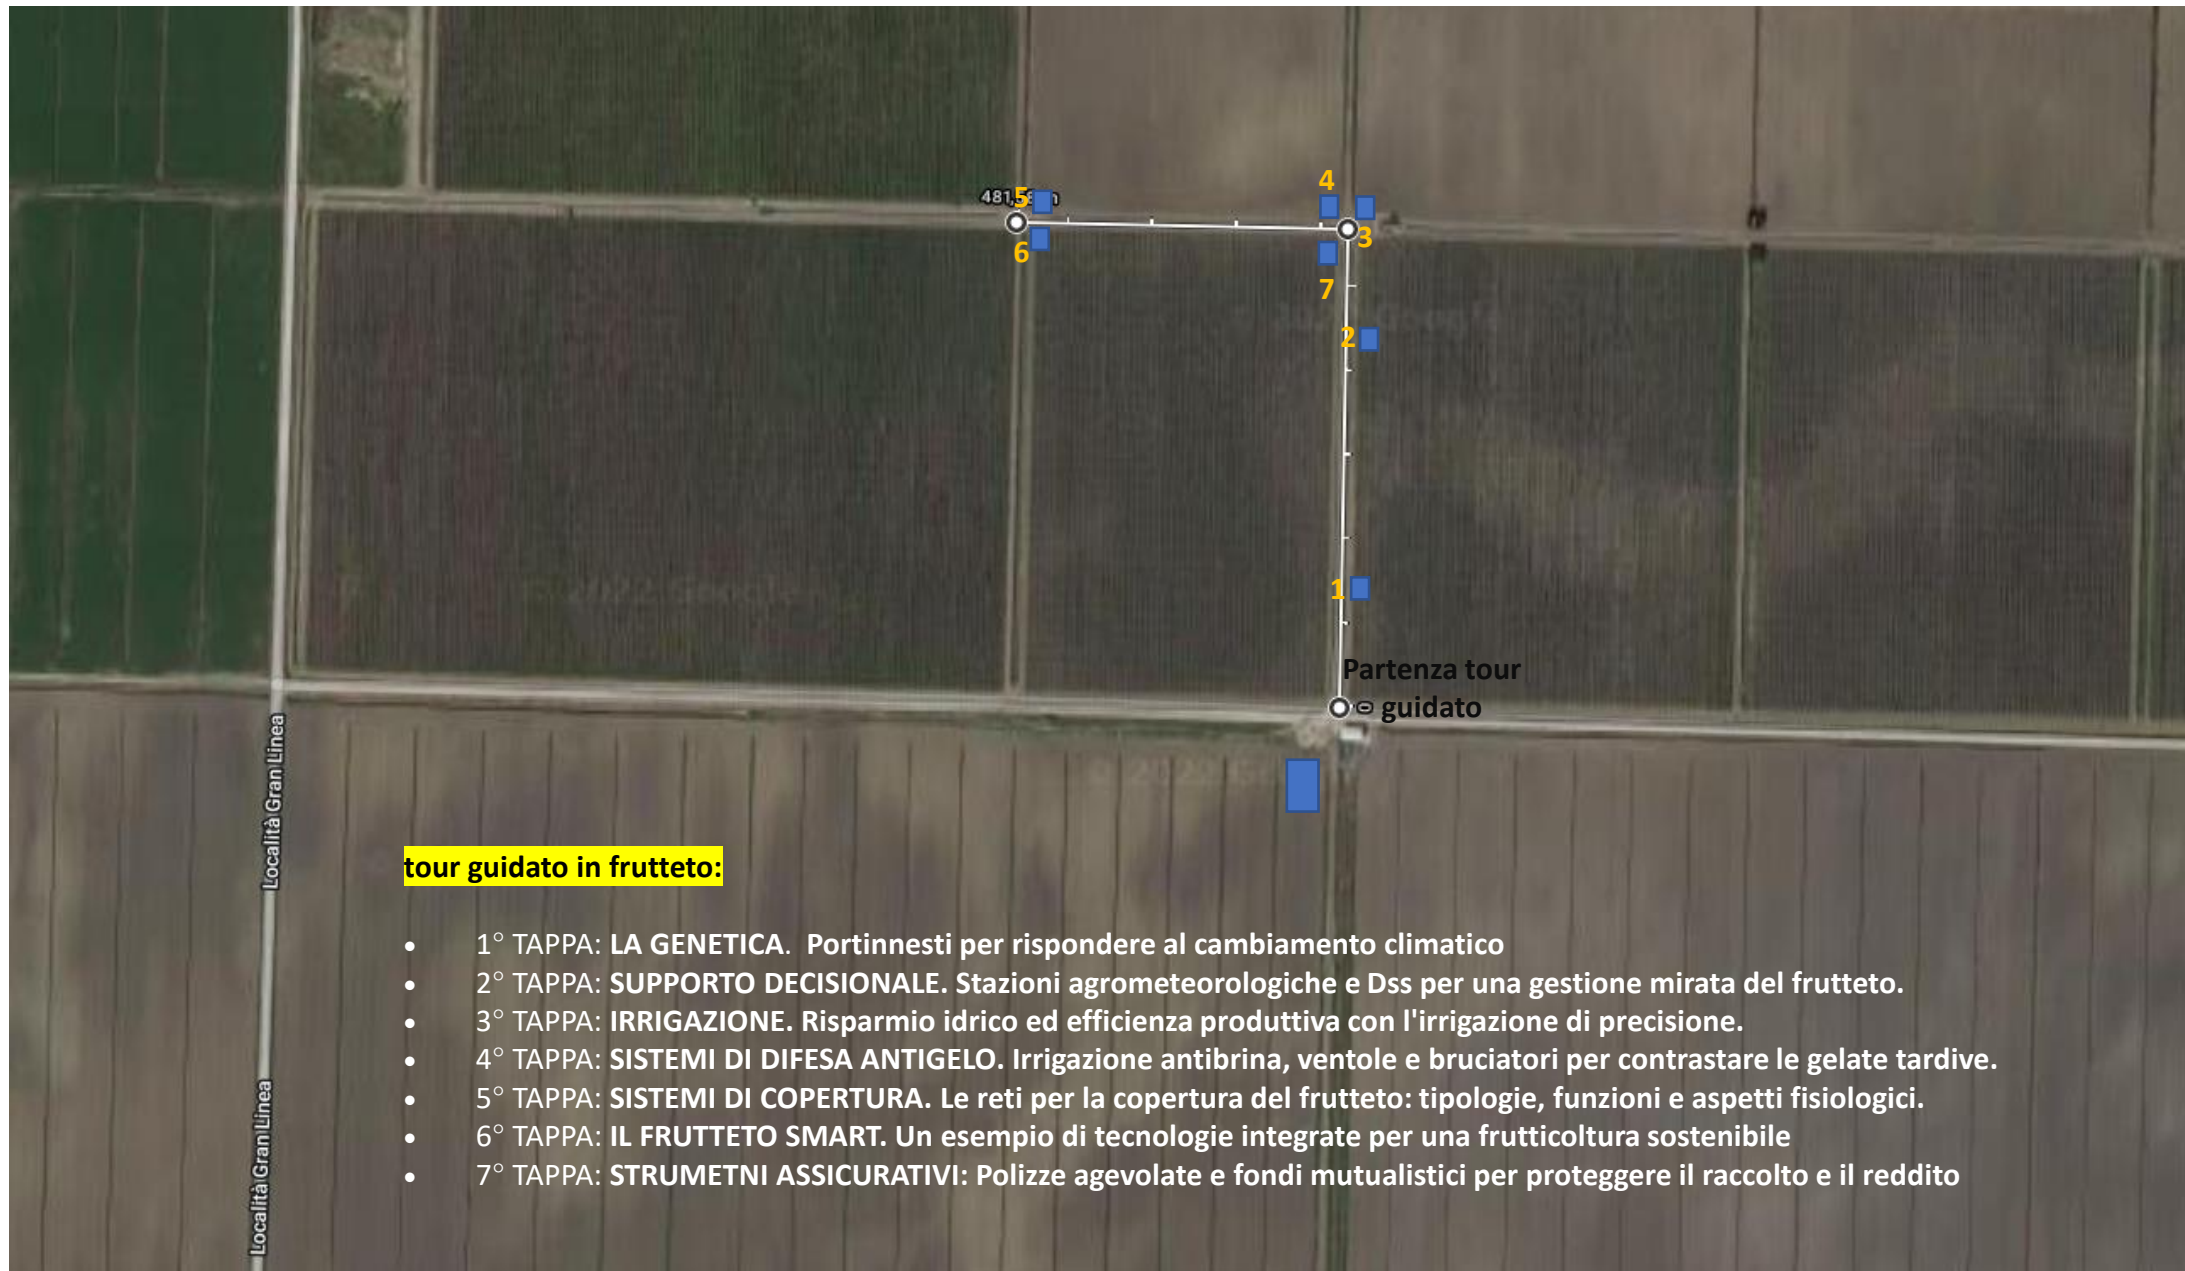 4
5
3
6
7
2
1
Partenza tour
guidato
Località Gran Linea
Località Gran Linea
tour guidato in frutteto:
• 1° TAPPA: LA GENETICA. Portinnesti per rispondere al cambiamento climatico
• 2° TAPPA: SUPPORTO DECISIONALE. Stazioni agrometeorologiche e Dss per una gestione mirata del frutteto.
• 3° TAPPA: IRRIGAZIONE. Risparmio idrico ed efficienza produttiva con l'irrigazione di precisione.
• 4° TAPPA: SISTEMI DI DIFESA ANTIGELO. Irrigazione antibrina, ventole e bruciatori per contrastare le gelate tardive.
• 5° TAPPA: SISTEMI DI COPERTURA. Le reti per la copertura del frutteto: tipologie, funzioni e aspetti fisiologici.
• 6° TAPPA: IL FRUTTETO SMART. Un esempio di tecnologie integrate per una frutticoltura sostenibile
• 7° TAPPA: STRUMETNI ASSICURATIVI: Polizze agevolate e fondi mutualistici per proteggere il raccolto e il reddito